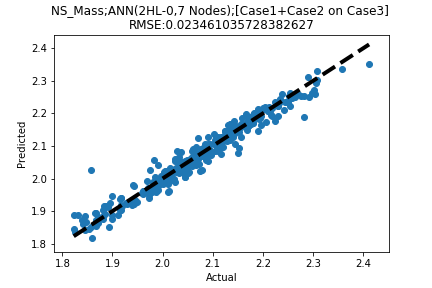 NS_Mass;ANN(2HL-0,7 Nodes);[Case1+Case2 on Case3]
RMSE:0.023461035728382627
2.4
2.3
2.2
2.1
2.0
1.9
1.8
Predicted
1.8 1.9 2.0 2.1 2.2 2.3 2.4
Actual